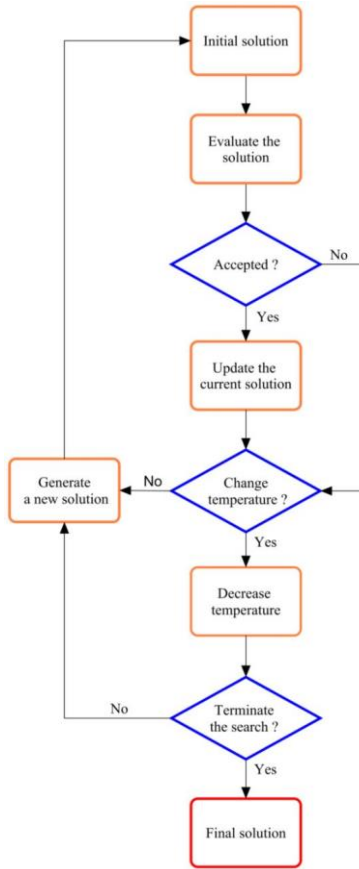 Initial solution
Evaluate the
solution
Accepted ?
No
Yes
Update the
current solution
Generate
a new solution
No
Change
temperature ?
Yes
Decrease
temperature
No
Terminate
the search ?
Yes
Final solution